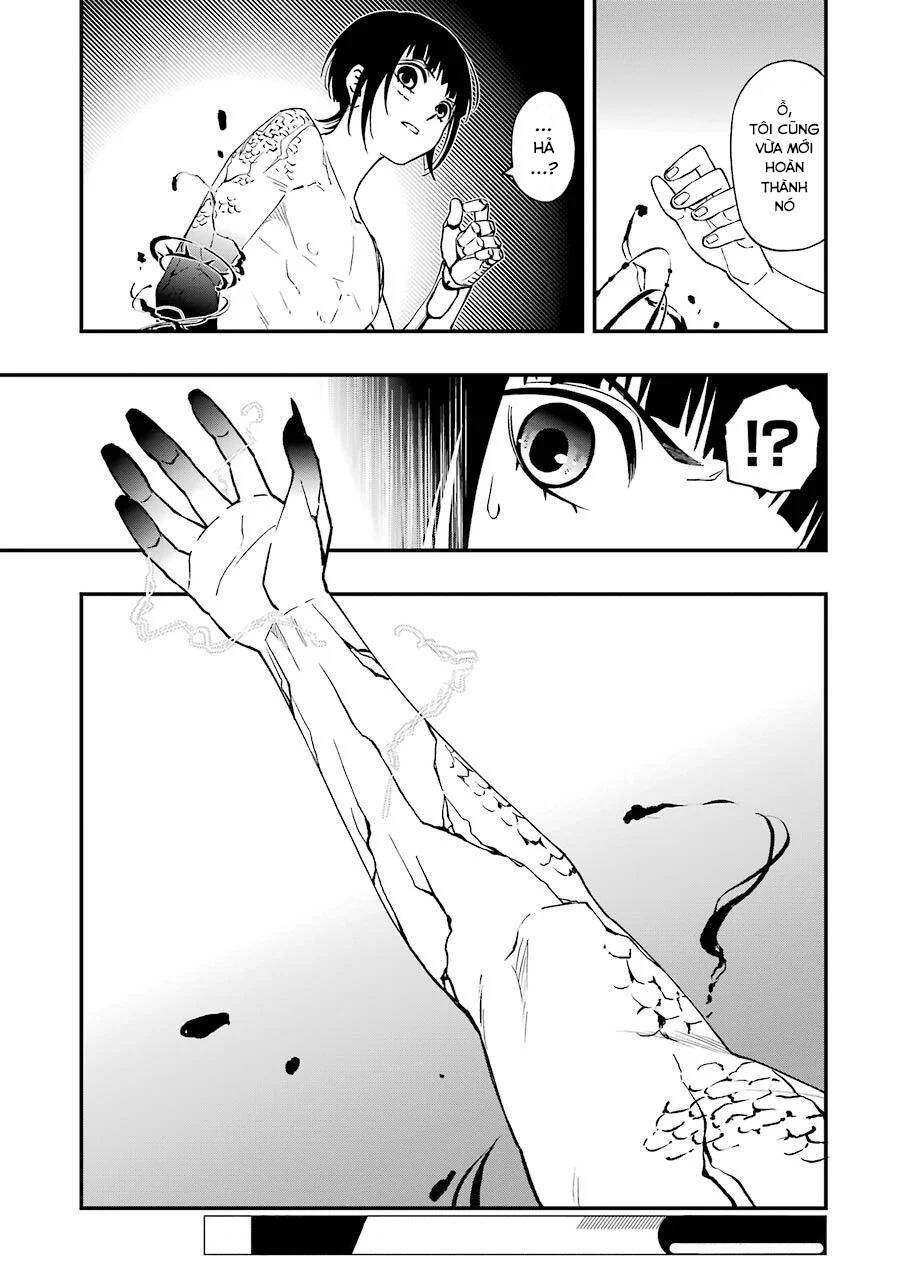 Ồ,
TÔI CŨNG
VỪA MỚI
HOÀN
THÀNH
NÓ
...
HẢ
...?
!?